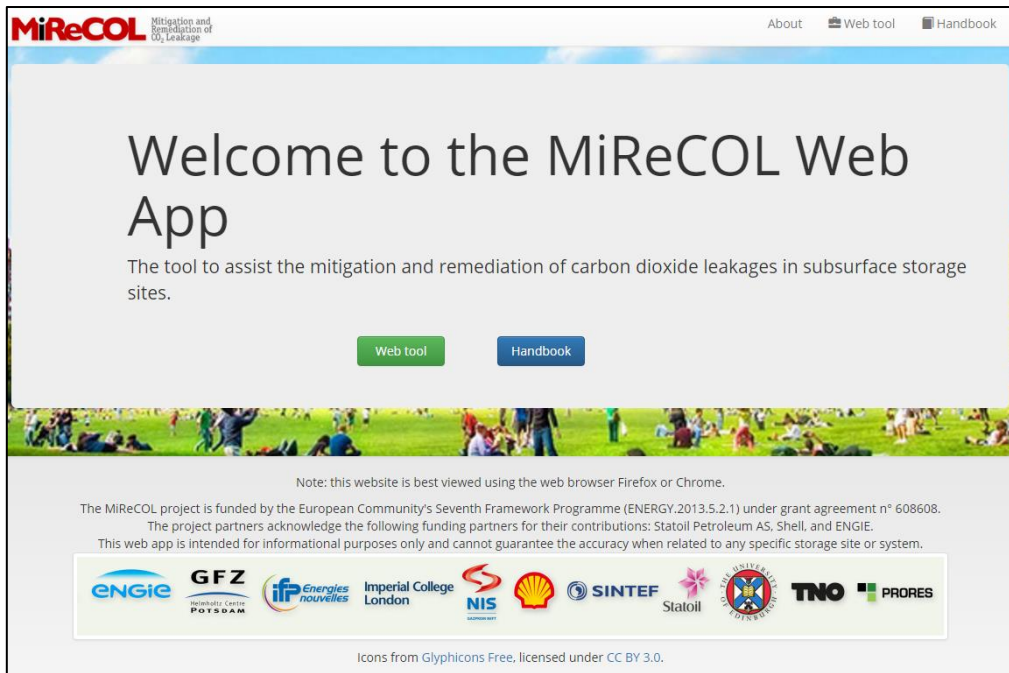 MiReCOL Mitigation and
Remediation of
CO₂ Leakage
About Web tool Handbook
Welcome to the MiReCOL Web
App
The tool to assist the mitigation and remediation of carbon dioxide leakages in subsurface storage
sites.
Web tool Handbook
Note: this website is best viewed using the web browser Firefox or Chrome.
The MiReCOL project is funded by the European Community's Seventh Framework Programme (ENERGY.2013.5.2.1) under grant agreement n° 608608.
The project partners acknowledge the following funding partners for their contributions: Statoil Petroleum AS, Shell, and ENGIE.
This web app is intended for informational purposes only and cannot guarantee the accuracy when related to any specific storage site or system.
ENGIE
GFZ
Helmholtz Centre
POTSDAM
ifp Energies
nouvelles
Imperial College
London
NIS
GAZPROM NEFT
SINTEF
Statoil
THE UNIVERSITY OF EDINBURGH
TNO
PRORES
Icons from Glyphicons Free, licensed under CC BY 3.0.